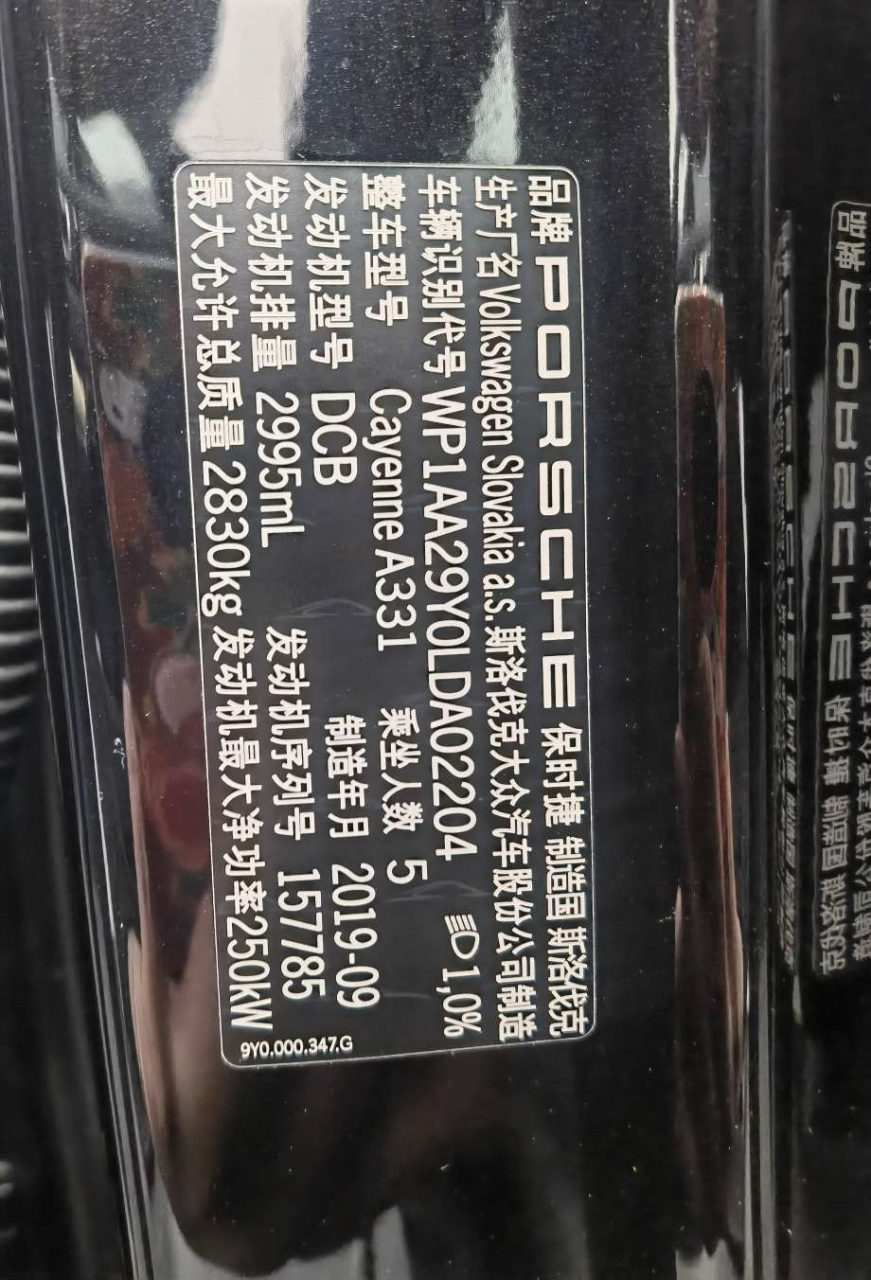 品牌 PORSCHE 保时捷 制造国 斯洛伐克
生产厂名 Volkswagen Slovakia a.s.斯洛伐克大众汽车股份公司制造
车辆识别代号 WP1AA29Y0LDA02204 1,0%
整车型号 Cayenne A331 乘坐人数 5
发动机型号 DCB 制造年月 2019-09
发动机排量 2995mL 发动机序列号 157785
最大允许总质量 2830kg 发动机最大净功率250kW
9Y0.000.347.G